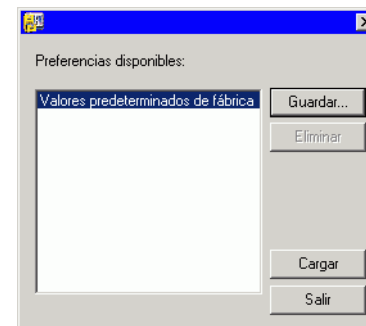 Preferencias disponibles:
Valores predeterminados de fábrica
Guardar...
Eliminar
Cargar
Salir